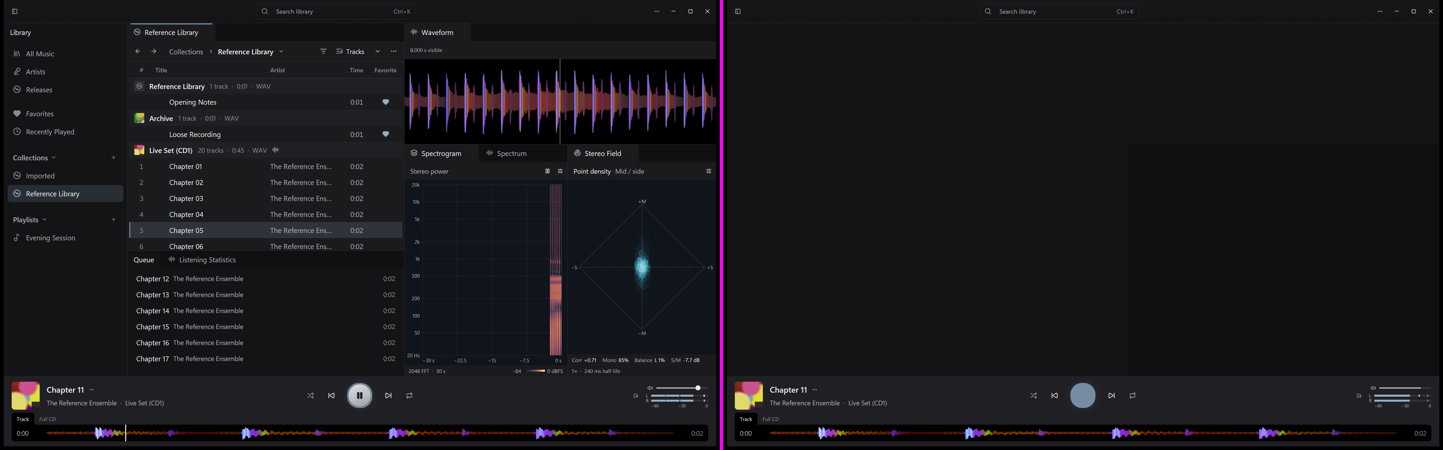 Search library Ctrl+K
Library
All Music
Artists
Releases
Favorites
Recently Played
Collections
Imported
Reference Library
Playlists
Evening Session
Reference Library
Collections > Reference Library
Tracks
# Title Artist Time Favorite
Reference Library 1 track · 0:01 · WAV
Opening Notes 0:01
Archive 1 track · 0:01 · WAV
Loose Recording 0:01
Live Set (CD1) 20 tracks · 0:45 · WAV
1 Chapter 01 The Reference Ens... 0:02
2 Chapter 02 The Reference Ens... 0:02
3 Chapter 03 The Reference Ens... 0:02
4 Chapter 04 The Reference Ens... 0:02
5 Chapter 05 The Reference Ens... 0:02
6 Chapter 06 The Reference Ens... 0:02
Queue Listening Statistics
Chapter 12 The Reference Ensemble 0:02
Chapter 13 The Reference Ensemble 0:02
Chapter 14 The Reference Ensemble 0:02
Chapter 15 The Reference Ensemble 0:02
Chapter 16 The Reference Ensemble 0:02
Chapter 17 The Reference Ensemble 0:02
Waveform
8.000 s visible
Spectrogram Spectrum
Stereo power
20k
10k
5k
2k
1k
500
200
100
50
20 Hz
−30 s −22.5 −15 −7.5 0 s
2048 FFT · 30 s -84 0 dBFS
Stereo Field
Point density Mid / side
+M
−S +S
−M
Corr +0.71 Mono 85% Balance L 1% S/M -7.7 dB
1× · 240 ms half-life
Chapter 11
The Reference Ensemble · Live Set (CD1)
L
R
−60 −30 0
Track Full CD
0:00 0:02
Search library Ctrl+K
Chapter 11
The Reference Ensemble · Live Set (CD1)
L
R
−60 −30 0
Track Full CD
0:00 0:02